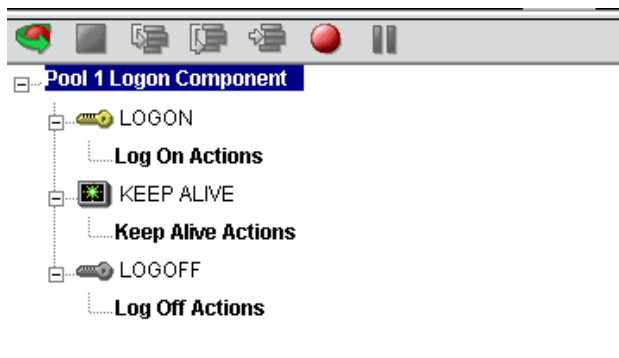 Pool 1 Logon Component
LOGON
Log On Actions
KEEP ALIVE
Keep Alive Actions
LOGOFF
Log Off Actions